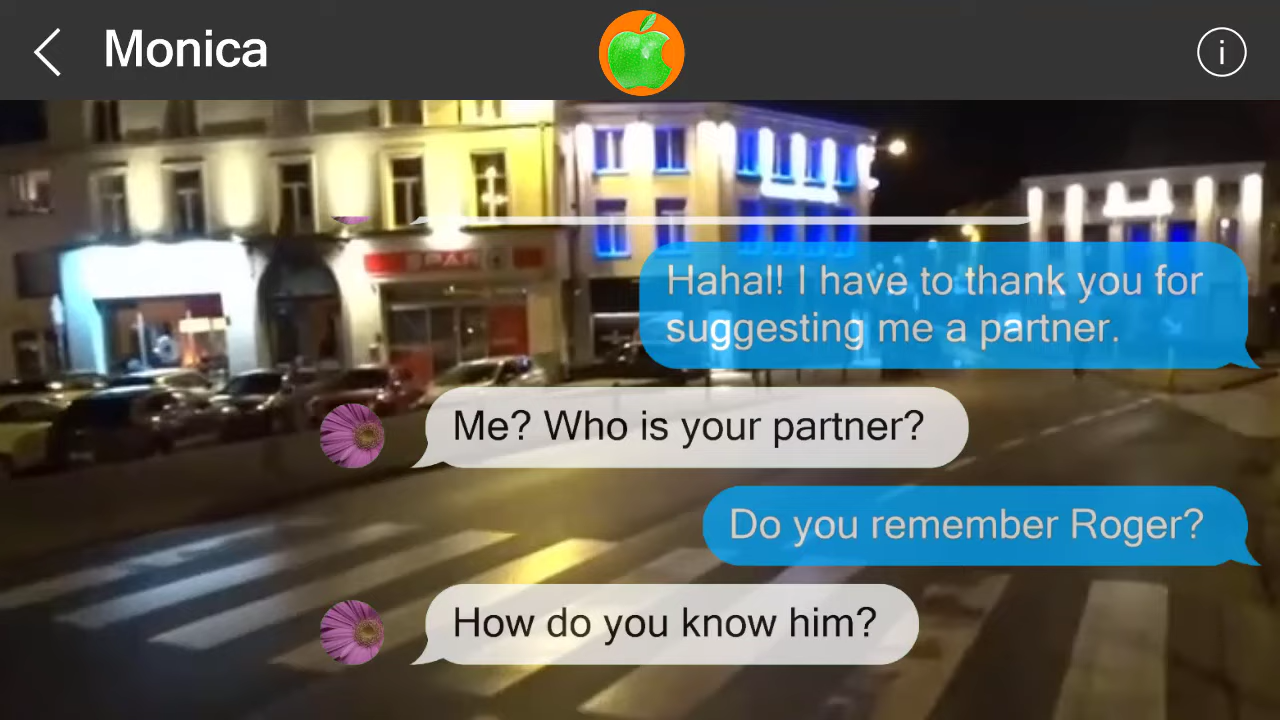 Monica
i
SPAR
Hahal! I have to thank you for
suggesting me a partner.
Me? Who is your partner?
Do you remember Roger?
How do you know him?